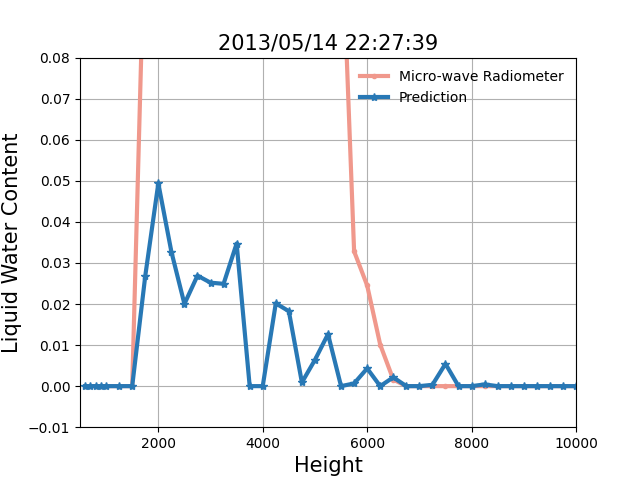 2013/05/14 22:27:39
Micro-wave Radiometer
Prediction
Liquid Water Content
0.08
0.07
0.06
0.05
0.04
0.03
0.02
0.01
0.00
−0.01
2000 4000 6000 8000 10000
Height